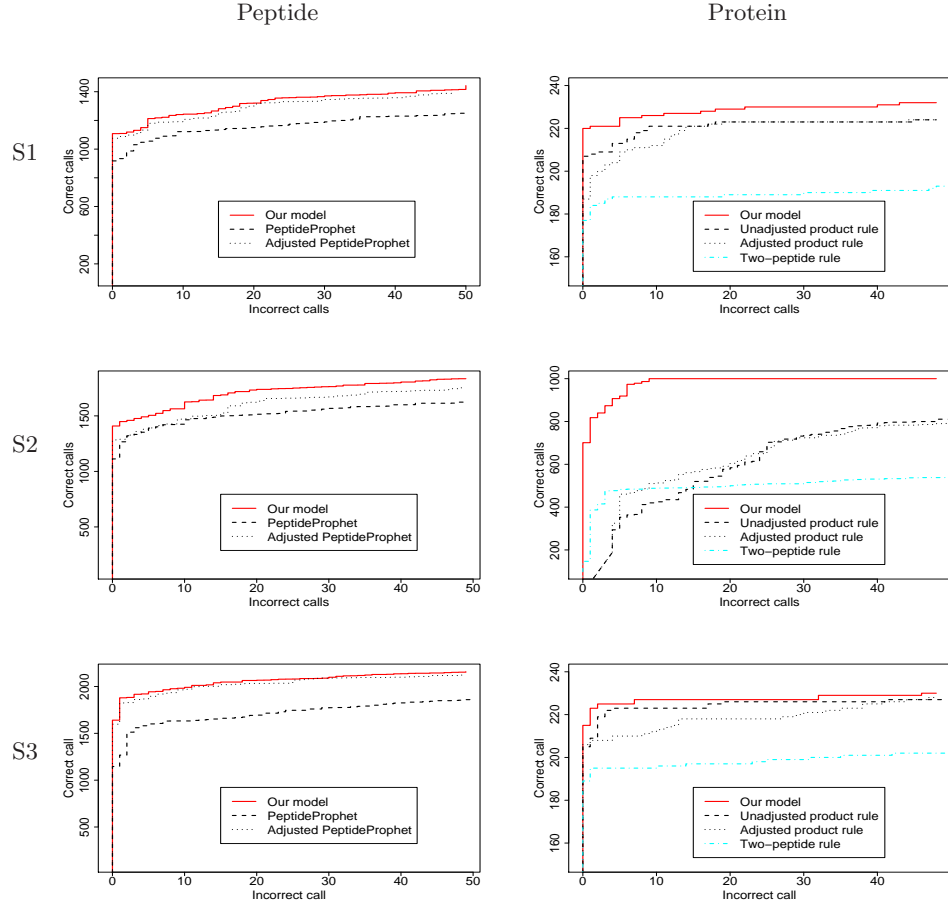 Peptide
Protein
S1
Correct calls
200
600
1000
1400
Our model
PeptideProphet
Adjusted PeptideProphet
0 10 20 30 40 50
Incorrect calls
Correct calls
160
180
200
220
240
Our model
Unadjusted product rule
Adjusted product rule
Two-peptide rule
0 10 20 30 40
Incorrect calls
S2
Correct calls
500
1000
1500
Our model
PeptideProphet
Adjusted PeptideProphet
0 10 20 30 40 50
Incorrect calls
Correct calls
200
400
600
800
1000
Our model
Unadjusted product rule
Adjusted product rule
Two-peptide rule
0 10 20 30 40
Incorrect calls
S3
Correct call
500
1000
1500
2000
Our model
PeptideProphet
Adjusted PeptideProphet
0 10 20 30 40 50
Incorrect call
Correct calls
160
180
200
220
240
Our model
Unadjusted product rule
Adjusted product rule
Two-peptide rule
0 10 20 30 40
Incorrect call